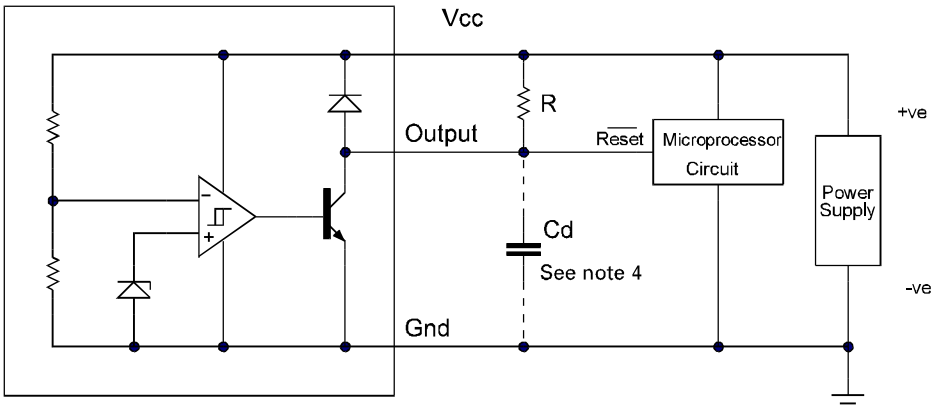 Vcc
R
+ve
Output
Reset
Microprocessor
Circuit
Power
Supply
−
+
Cd
See note 4
-ve
Gnd